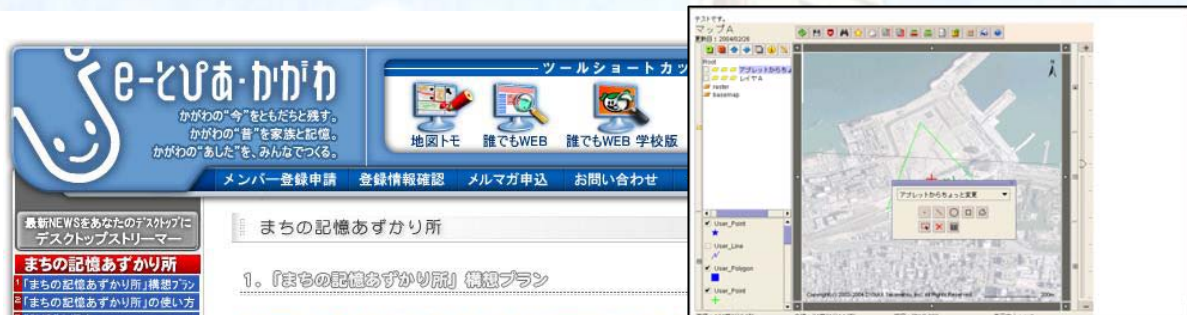 e-とぴあ・かがわ
かがわの“今”をともだちと残す。
かがわの“昔”を家族と記憶。
かがわの“あした”を、みんなでつくる。
ツールショートカッ
地図トモ
誰でもWEB
誰でもWEB 学校版
メンバー登録申請
登録情報確認
メルマガ申込
お問い合わせ
最新NEWSをあなたのデスクトップに
デスクトップストリーマー
まちの記憶あずかり所
1「まちの記憶あずかり所」構想プラン
2「まちの記憶あずかり所」の使い方
まちの記憶あずかり所
1。「まちの記憶あずかり所」構想プラン
テストです。
マップA
更新日：2004/02/26
Root
アプレットからちょ
レイヤA
raster
basemap
アプレットからちょっと変更
User_Point
User_Line
User_Polygon
User_Point
200m